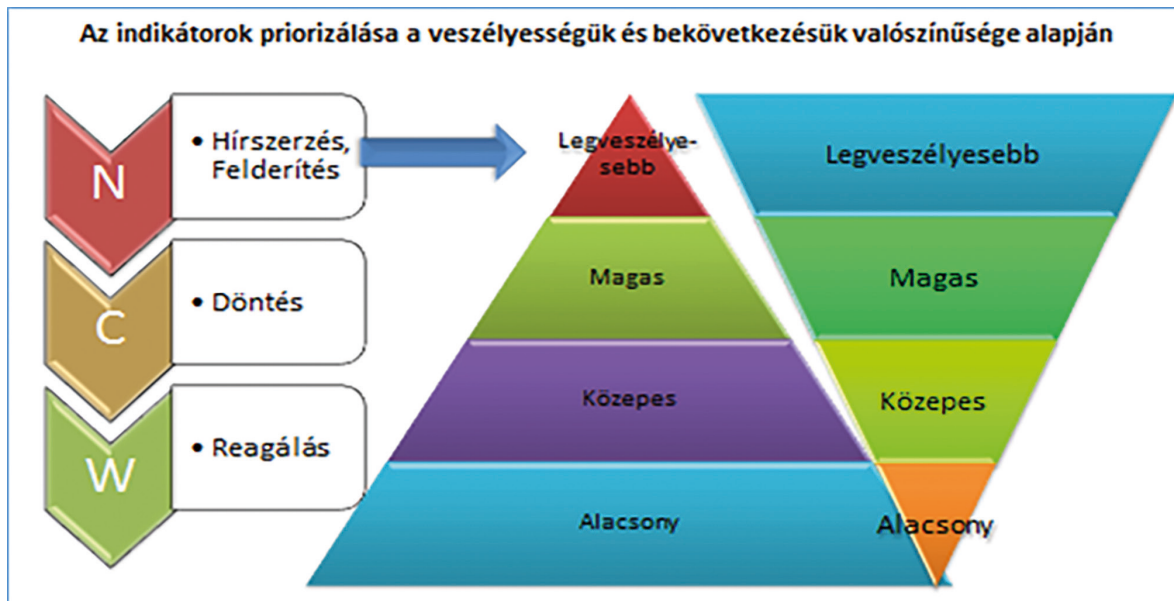 Az indikátorok priorizálása a veszélyességük és bekövetkezésük valószínűsége alapján
N
• Hírszerzés,
Felderítés
C
• Döntés
W
• Reagálás
Legveszélye-
sebb
Magas
Közepes
Alacsony
Legveszélyesebb
Magas
Közepes
Alacsony